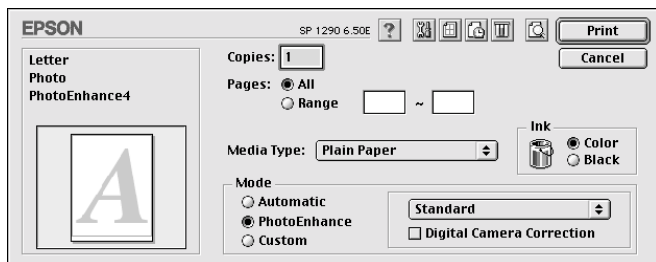 EPSON
SP 1290 6.50E
?
Print
Letter
Photo
PhotoEnhance4
Copies: 1
Cancel
Pages: All
Range ~
Media Type: Plain Paper
Ink
Color
Black
Mode
Automatic
PhotoEnhance
Custom
Standard
Digital Camera Correction
A